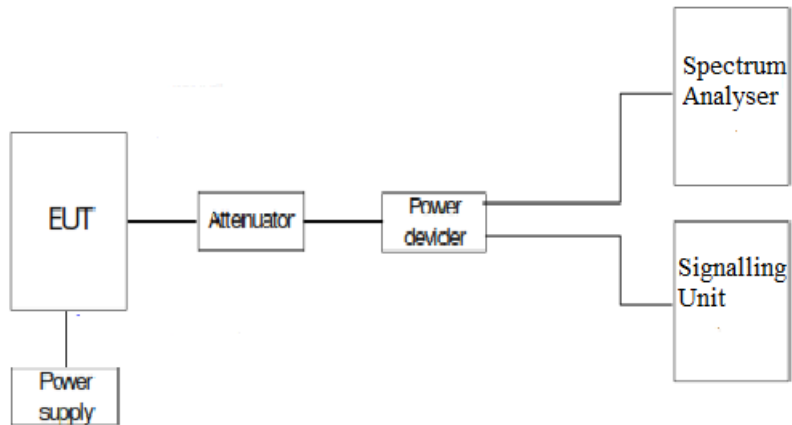 Spectrum
Analyser
EUT
Attenuator
Power
devider
Signalling
Unit
Power
supply